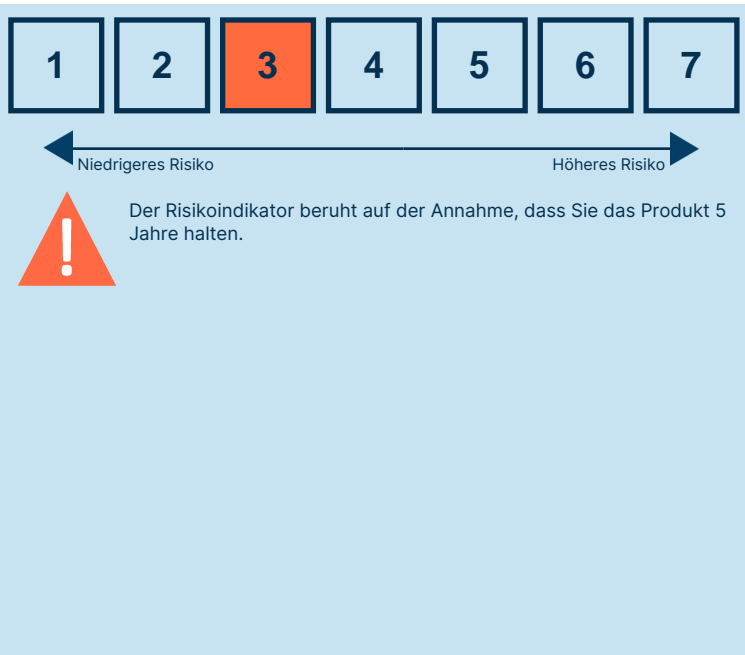 1 2 3 4 5 6 7
Niedrigeres Risiko Höheres Risiko
!
Der Risikoindikator beruht auf der Annahme, dass Sie das Produkt 5
Jahre halten.